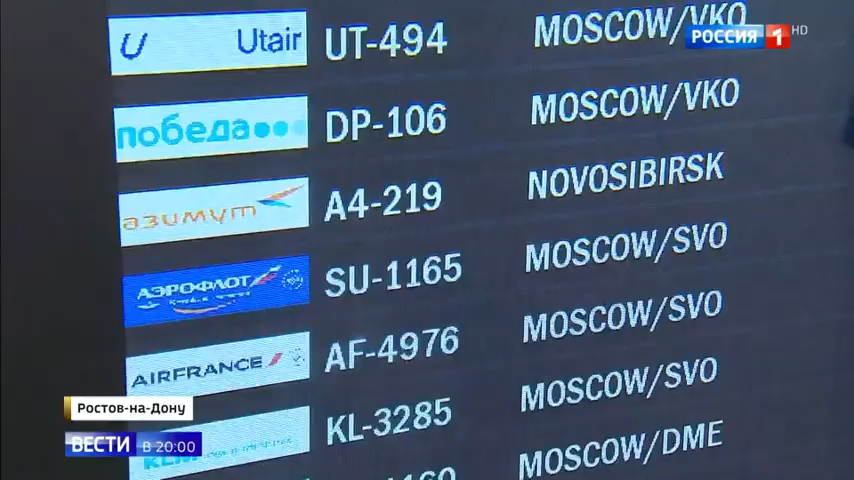 Utair UT-494 MOSCOW/VKO
РОССИЯ 1 HD
победа DP-106 MOSCOW/VKO
азимут A4-219 NOVOSIBIRSK
АЭРОФЛОТ SU-1165 MOSCOW/SVO
AIRFRANCE AF-4976 MOSCOW/SVO
KLM KL-3285 MOSCOW/SVO
MOSCOW/DME
Ростов-на-Дону
ВЕСТИ В 20:00